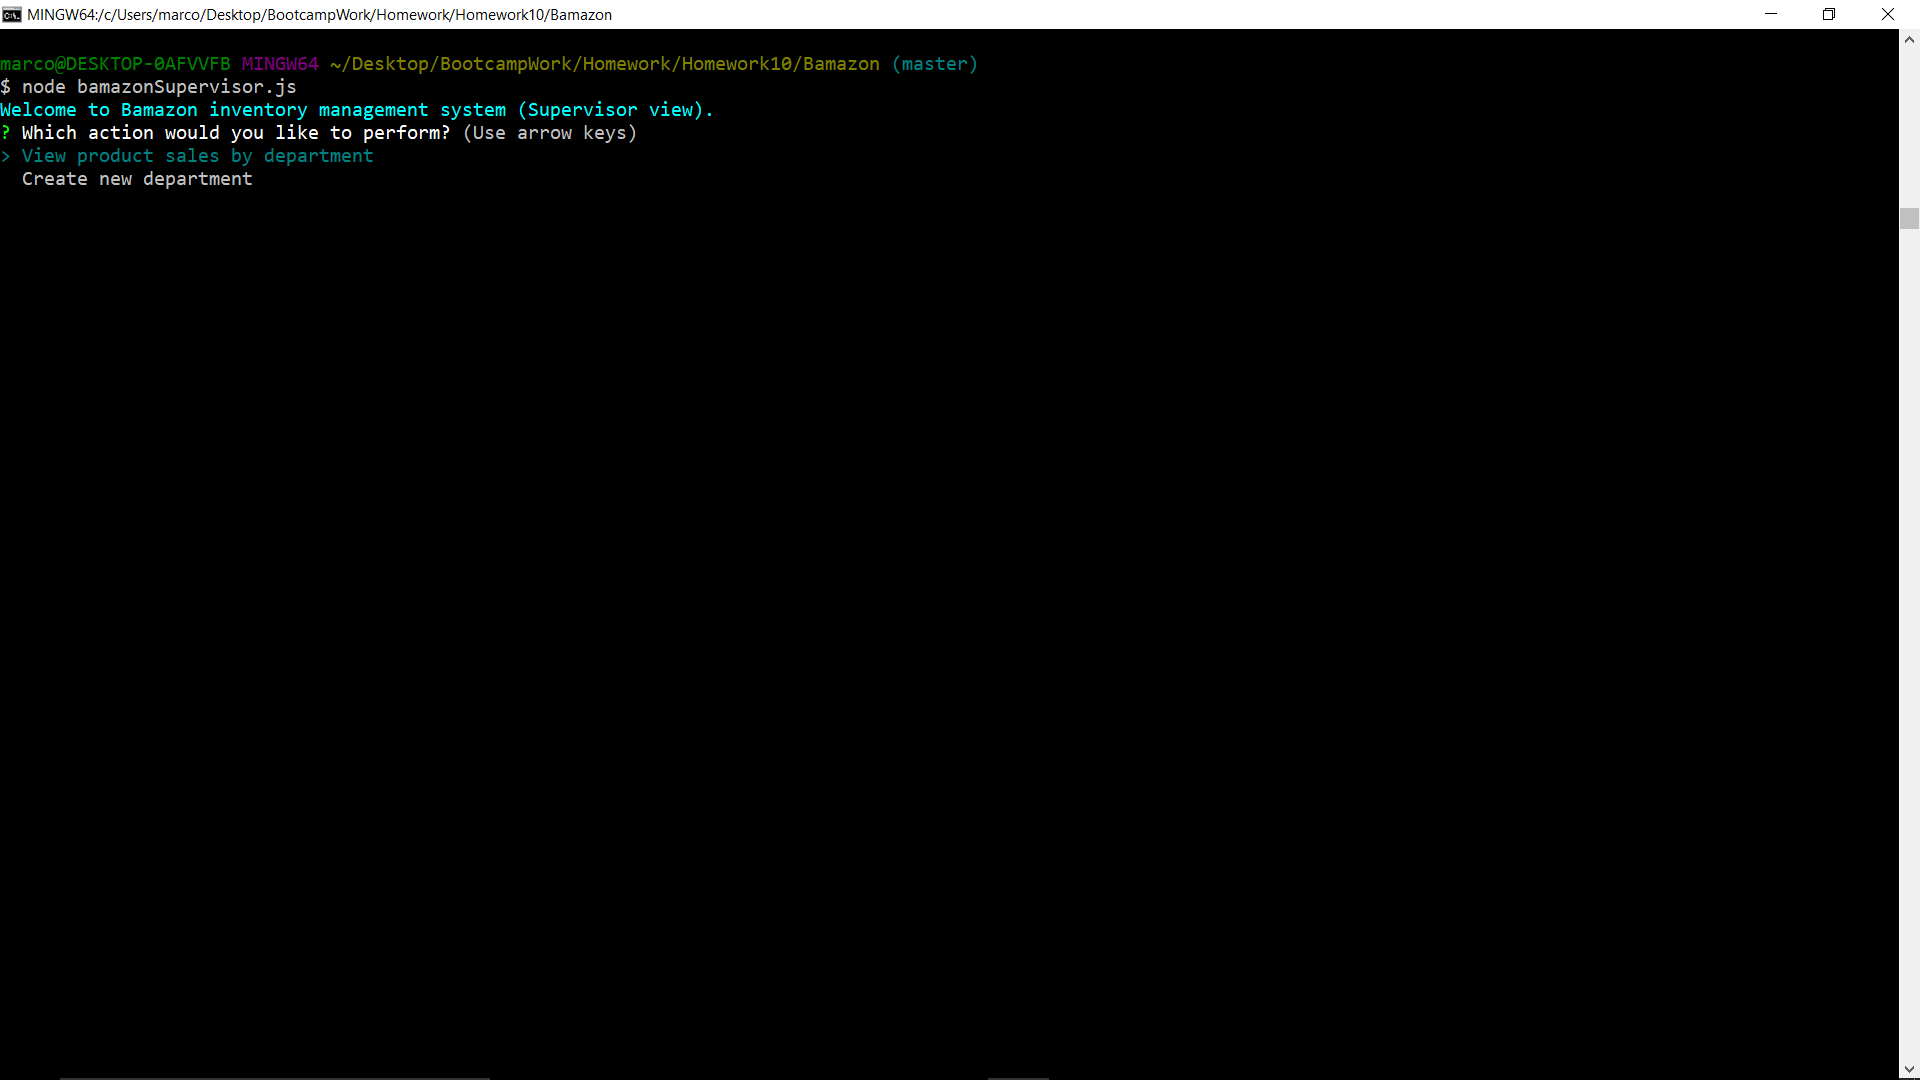 MINGW64:/c/Users/marco/Desktop/BootcampWork/Homework/Homework10/Bamazon
marco@DESKTOP-0AFVVFB MINGW64 ~/Desktop/BootcampWork/Homework/Homework10/Bamazon (master)
$ node bamazonSupervisor.js
Welcome to Bamazon inventory management system (Supervisor view).
? Which action would you like to perform? (Use arrow keys)
> View product sales by department
  Create new department